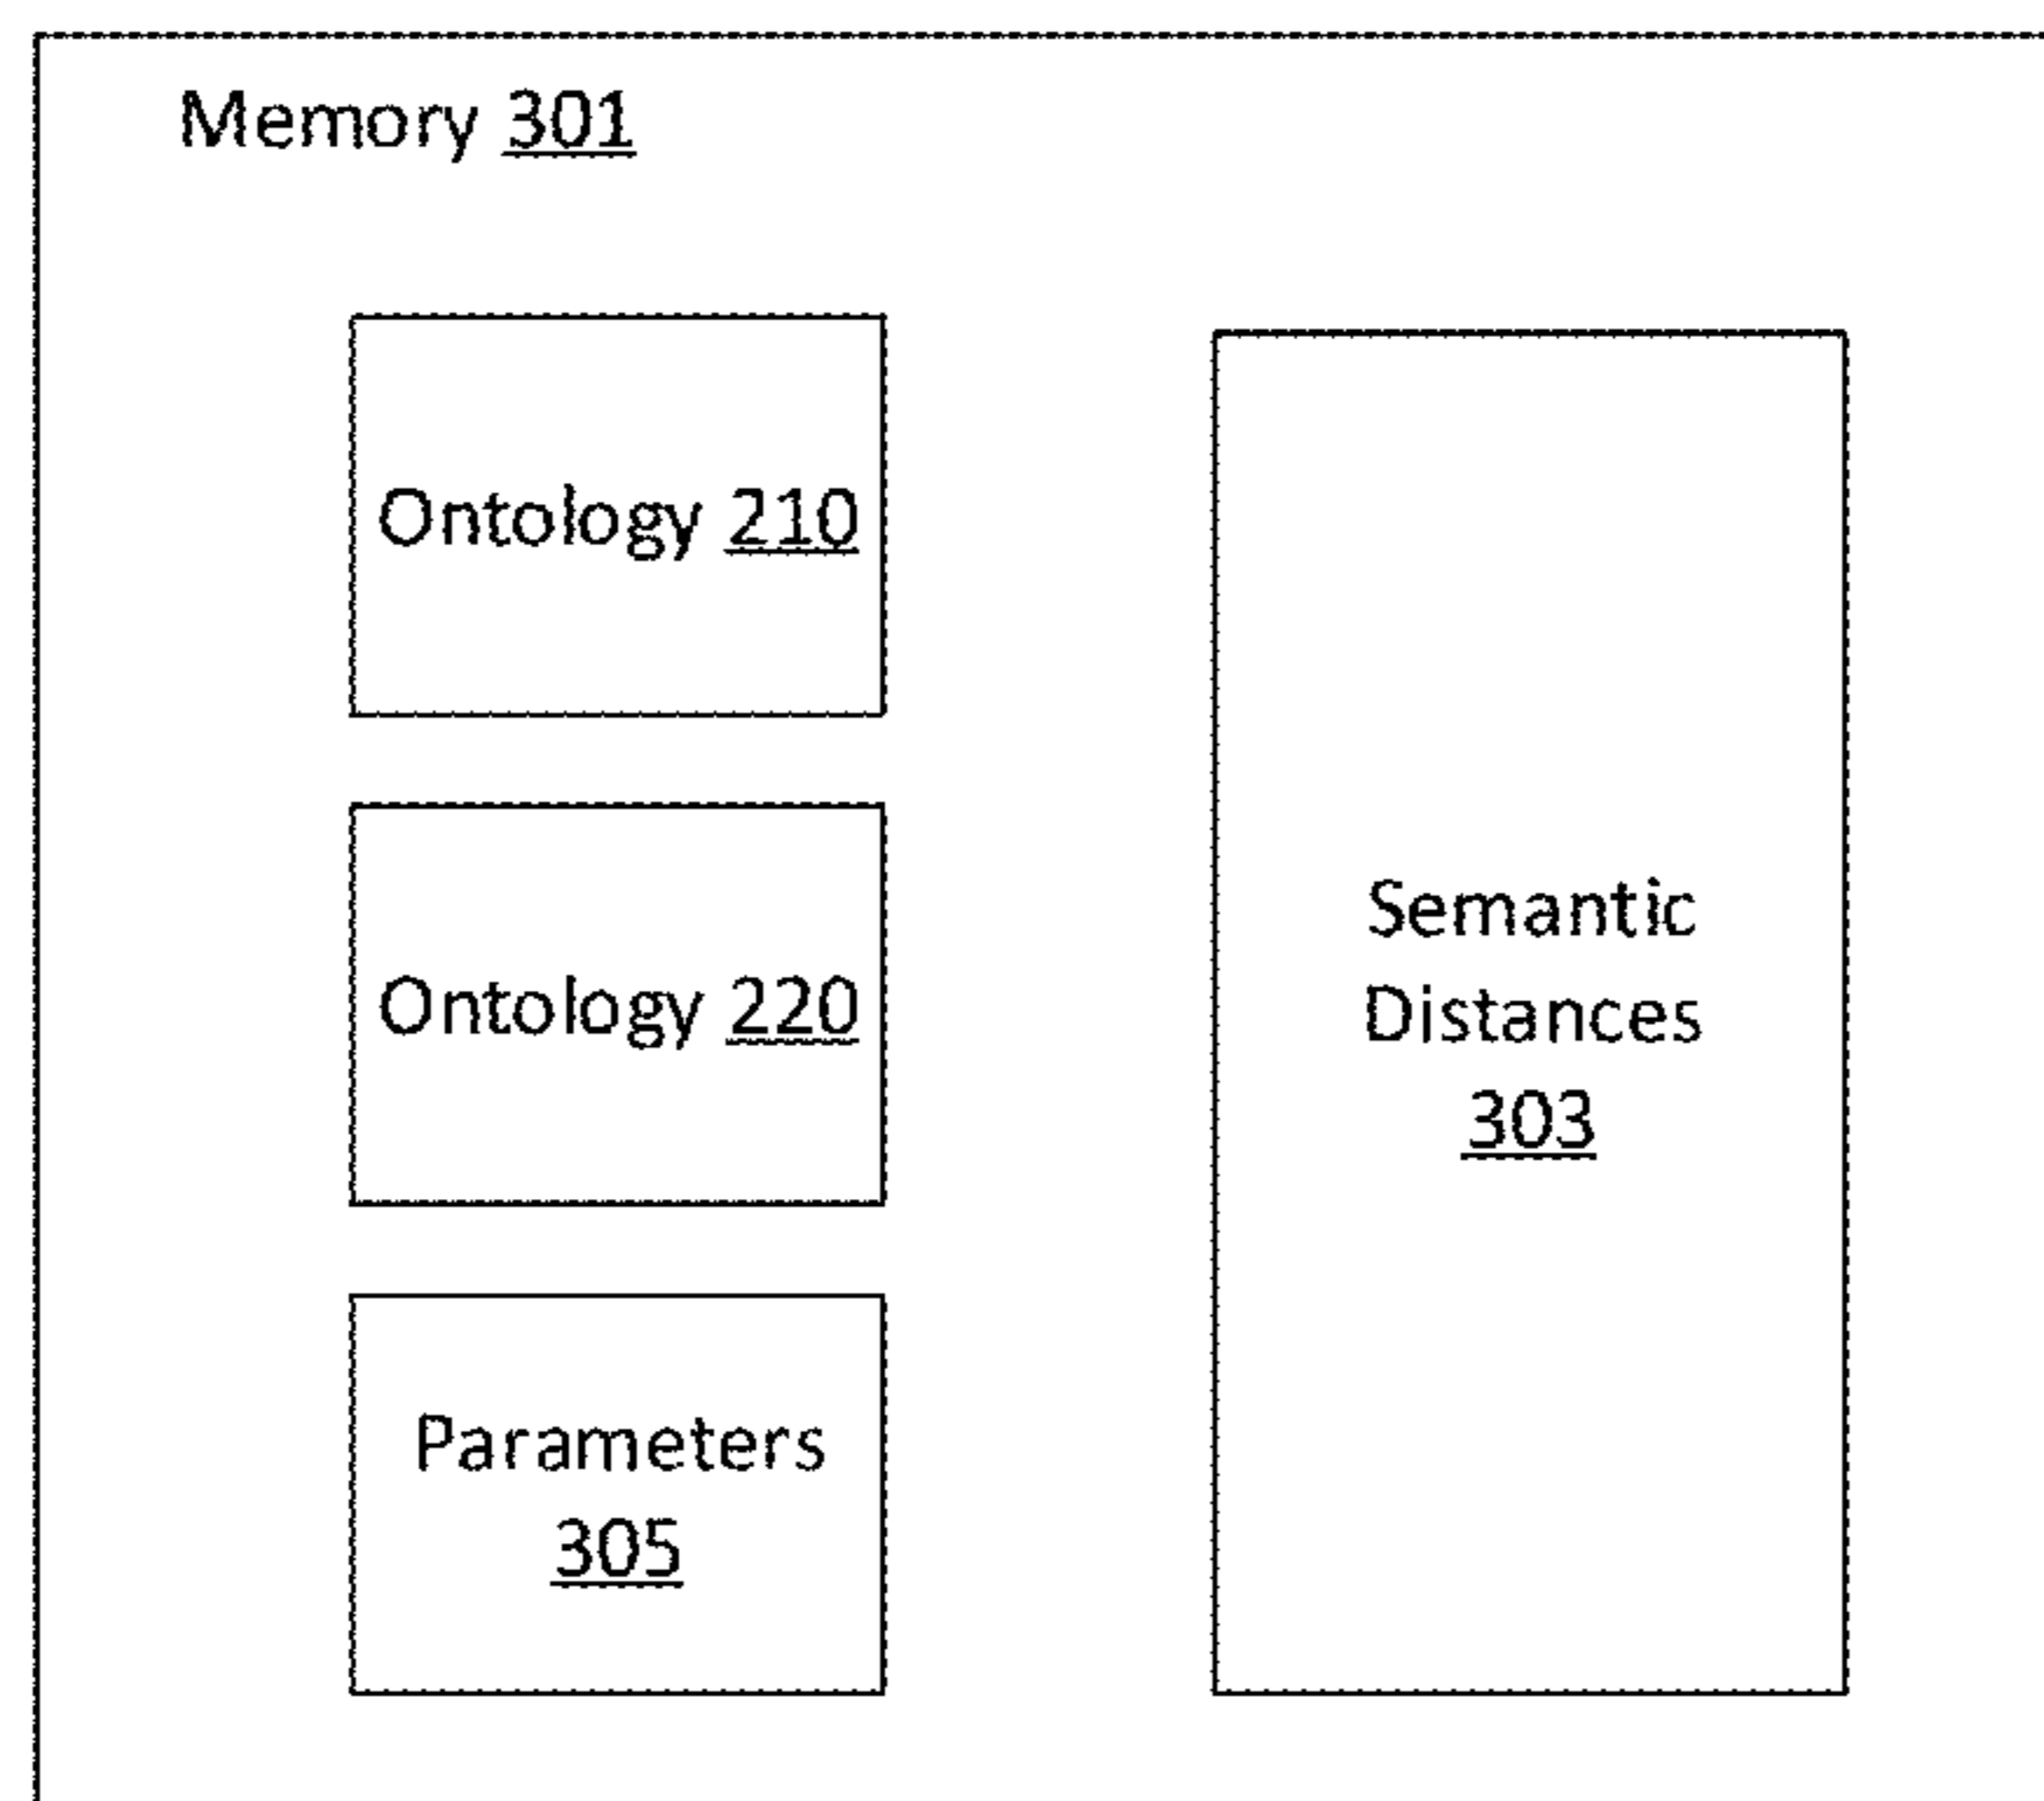 Memory 301
Ontology 210
Ontology 220
Parameters
305
Semantic
Distances
303